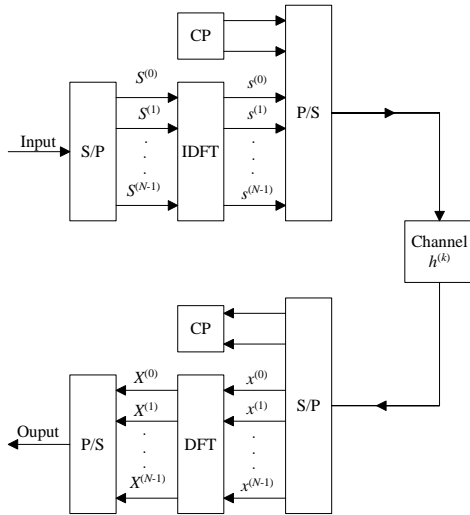 CP
S^(0) s^(0)
S^(1) s^(1)
Input S/P . IDFT . P/S
. .
. .
S^(N-1) s^(N-1)
Channel
h^(k)
CP
X^(0) x^(0)
X^(1) x^(1)
S/P
Ouput P/S . DFT .
. .
. .
X^(N-1) x^(N-1)